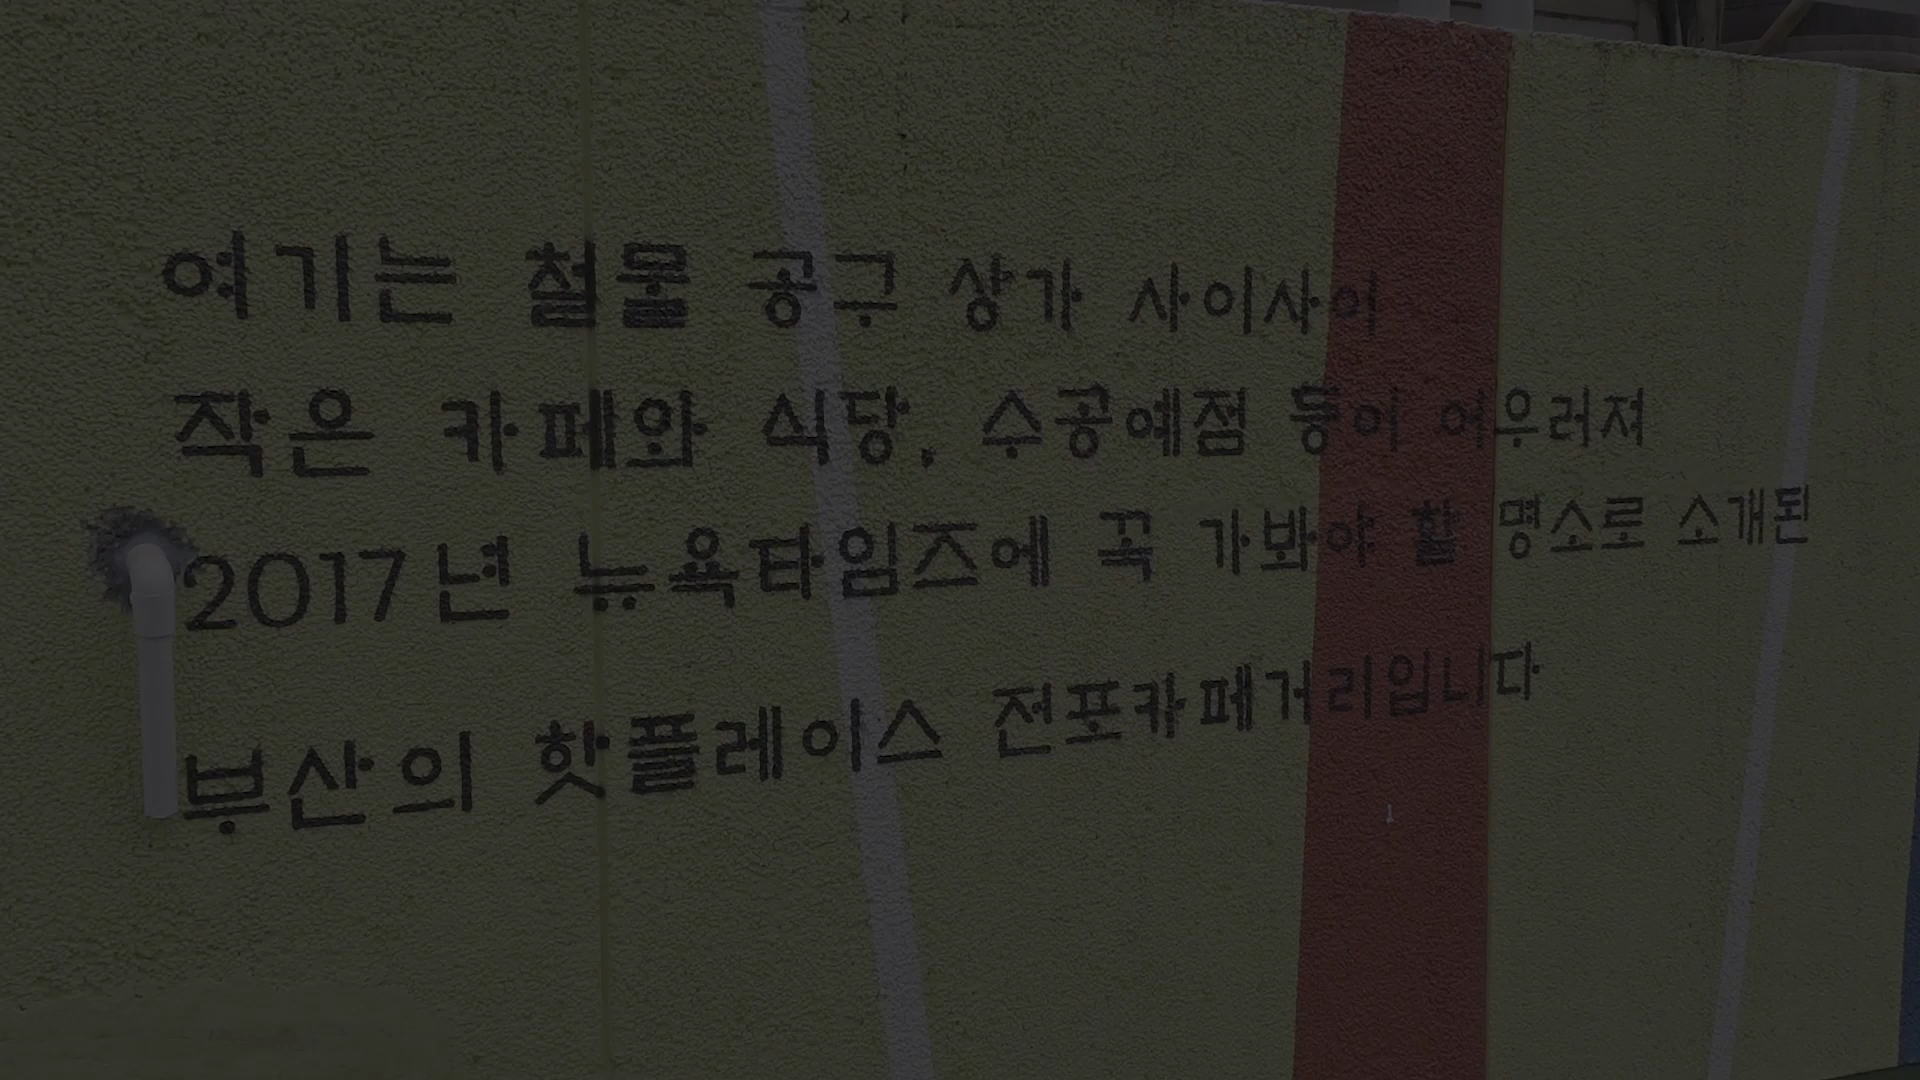 여기는 철물 공구 상가 사이사이
작은 카페와 식당, 수공예점 등이 어우러져
2017년 뉴욕타임즈에 꼭 가봐야 할 명소로 소개된
부산의 핫플레이스 전포카페거리입니다